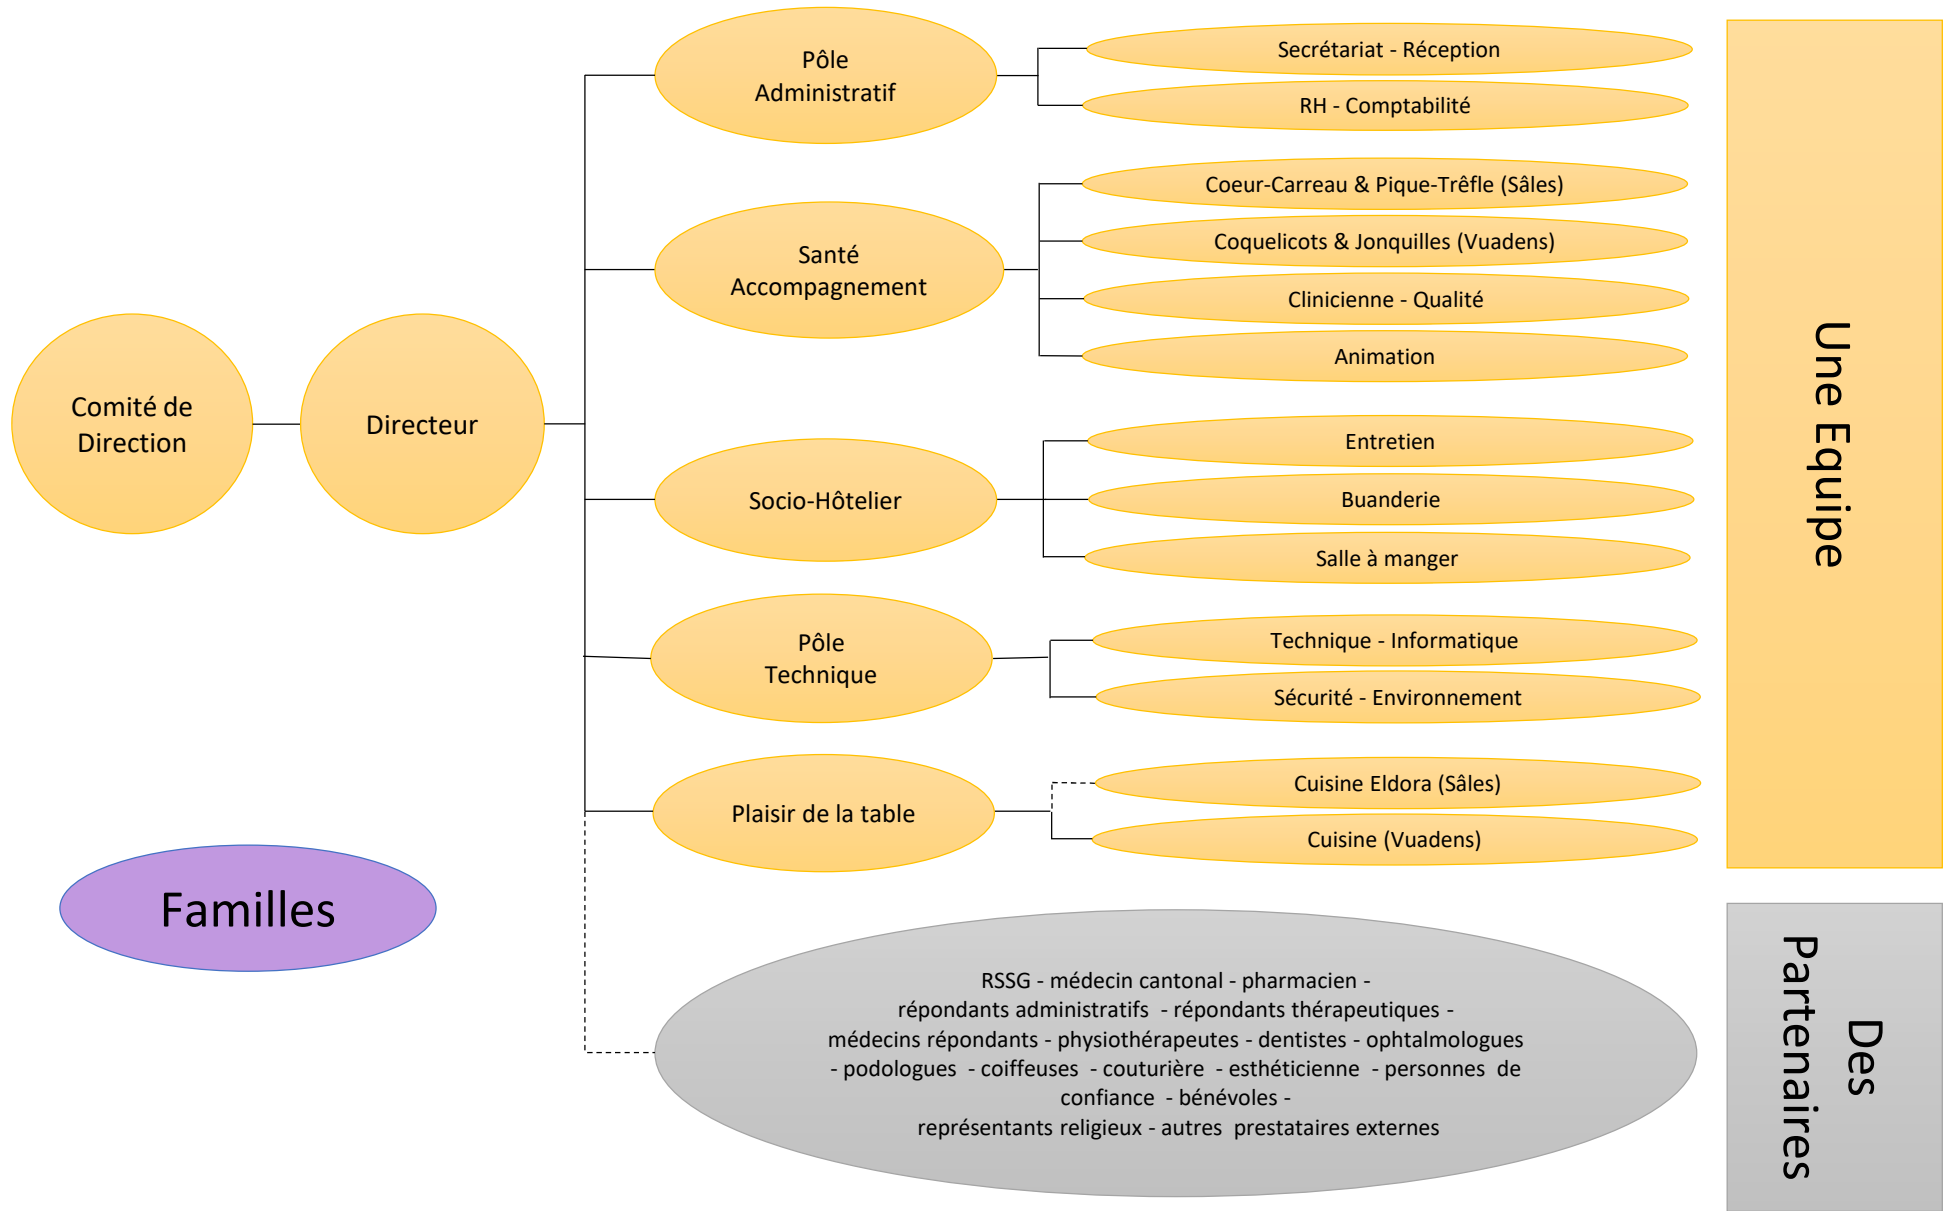 Comité de
Direction
Directeur
Pôle
Administratif
Secrétariat - Réception
RH - Comptabilité
Santé
Accompagnement
Coeur-Carreau & Pique-Trêfle (Sâles)
Coquelicots & Jonquilles (Vuadens)
Clinicienne - Qualité
Animation
Socio-Hôtelier
Entretien
Buanderie
Salle à manger
Pôle
Technique
Technique - Informatique
Sécurité - Environnement
Plaisir de la table
Cuisine Eldora (Sâles)
Cuisine (Vuadens)
Une Equipe
Familles
RSSG - médecin cantonal - pharmacien -
répondants administratifs - répondants thérapeutiques -
médecins répondants - physiothérapeutes - dentistes - ophtalmologues
- podologues - coiffeuses - couturière - esthéticienne - personnes de
confiance - bénévoles -
représentants religieux - autres prestataires externes
Des
Partenaires